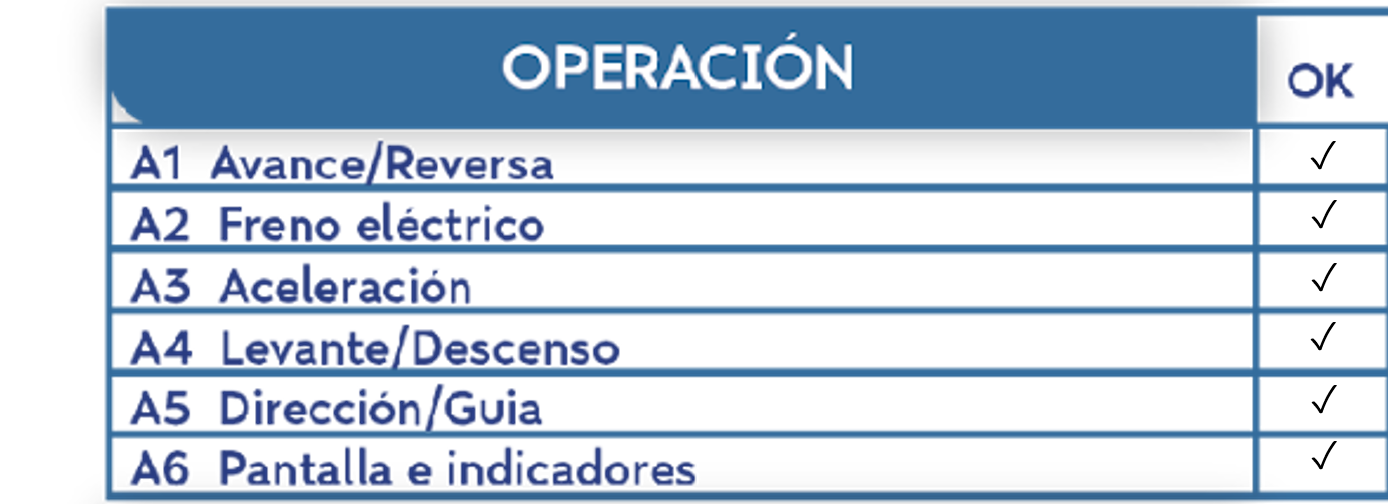 OPERACIÓN OK
A1 Avance/Reversa ✓
A2 Freno eléctrico ✓
A3 Aceleración ✓
A4 Levante/Descenso ✓
A5 Dirección/Guia ✓
A6 Pantalla e indicadores ✓